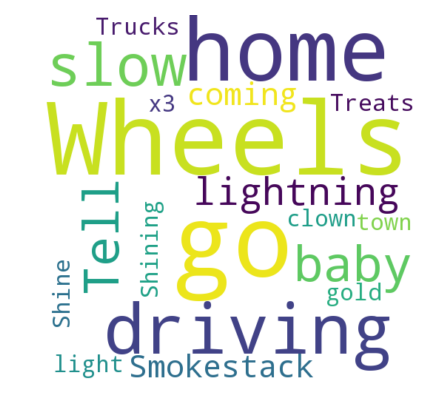 Trucks
home
slow
x3
coming
Treats
Wheels
lightning
Tell
go
clown
town
Shining
baby
Shine
gold
driving
light
Smokestack